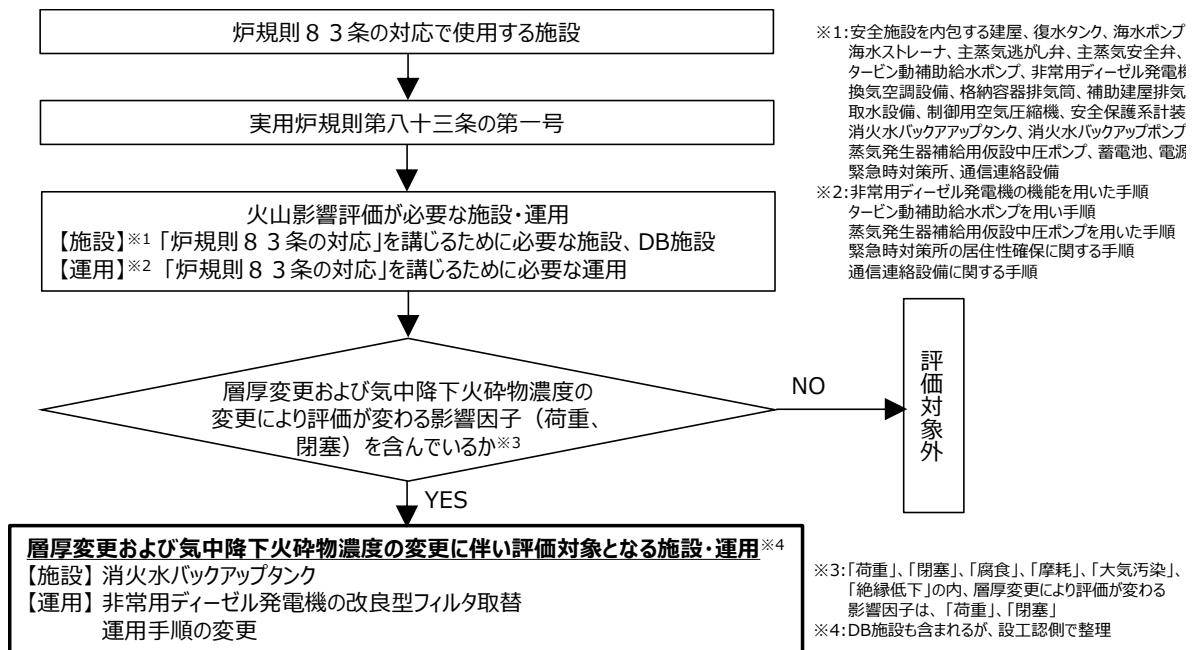 炉規則８３条の対応で使用する施設
実用炉規則第八十三条の第一号
火山影響評価が必要な施設・運用
【施設】※1 「炉規則８３条の対応」を講じるために必要な施設、DB施設
【運用】※2 「炉規則８３条の対応」を講じるために必要な運用
層厚変更および気中降下火砕物濃度の
変更により評価が変わる影響因子（荷重、
閉塞）を含んでいるか※3
NO
評価対象外
YES
層厚変更および気中降下火砕物濃度の変更に伴い評価対象となる施設・運用※4
【施設】 消火水バックアップタンク
【運用】 非常用ディーゼル発電機の改良型フィルタ取替
運用手順の変更
※1:安全施設を内包する建屋、復水タンク、海水ポンプ
海水ストレーナ、主蒸気逃がし弁、主蒸気安全弁、
タービン動補助給水ポンプ、非常用ディーゼル発電機
換気空調設備、格納容器排気筒、補助建屋排気
取水設備、制御用空気圧縮機、安全保護系計装
消火水バックアアップタンク、消火水バックアップポンプ
蒸気発生器補給用仮設中圧ポンプ、蓄電池、電源
緊急時対策所、通信連絡設備
※2:非常用ディーゼル発電機の機能を用いた手順
タービン動補助給水ポンプを用い手順
蒸気発生器補給用仮設中圧ポンプを用いた手順
緊急時対策所の居住性確保に関する手順
通信連絡設備に関する手順
※3:「荷重」、「閉塞」、「腐食」、「摩耗」、「大気汚染」、
「絶縁低下」の内、層厚変更により評価が変わる
影響因子は、「荷重」、「閉塞」
※4:DB施設も含まれるが、設工認側で整理